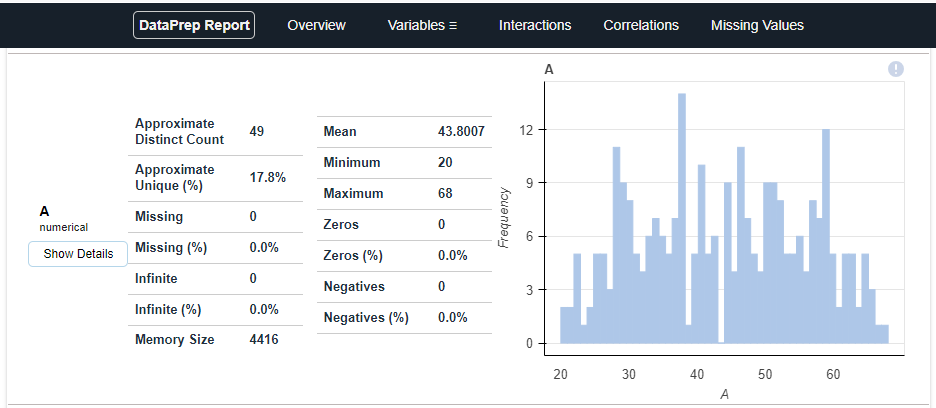 DataPrep Report Overview Variables ≡ Interactions Correlations Missing Values
A
numerical
Show Details
Approximate
Distinct Count 49
Approximate
Unique (%) 17.8%
Missing 0
Missing (%) 0.0%
Infinite 0
Infinite (%) 0.0%
Memory Size 4416
Mean 43.8007
Minimum 20
Maximum 68
Zeros 0
Zeros (%) 0.0%
Negatives 0
Negatives (%) 0.0%
A
!
Frequency
12
9
6
3
0
20 30 40 50 60
A